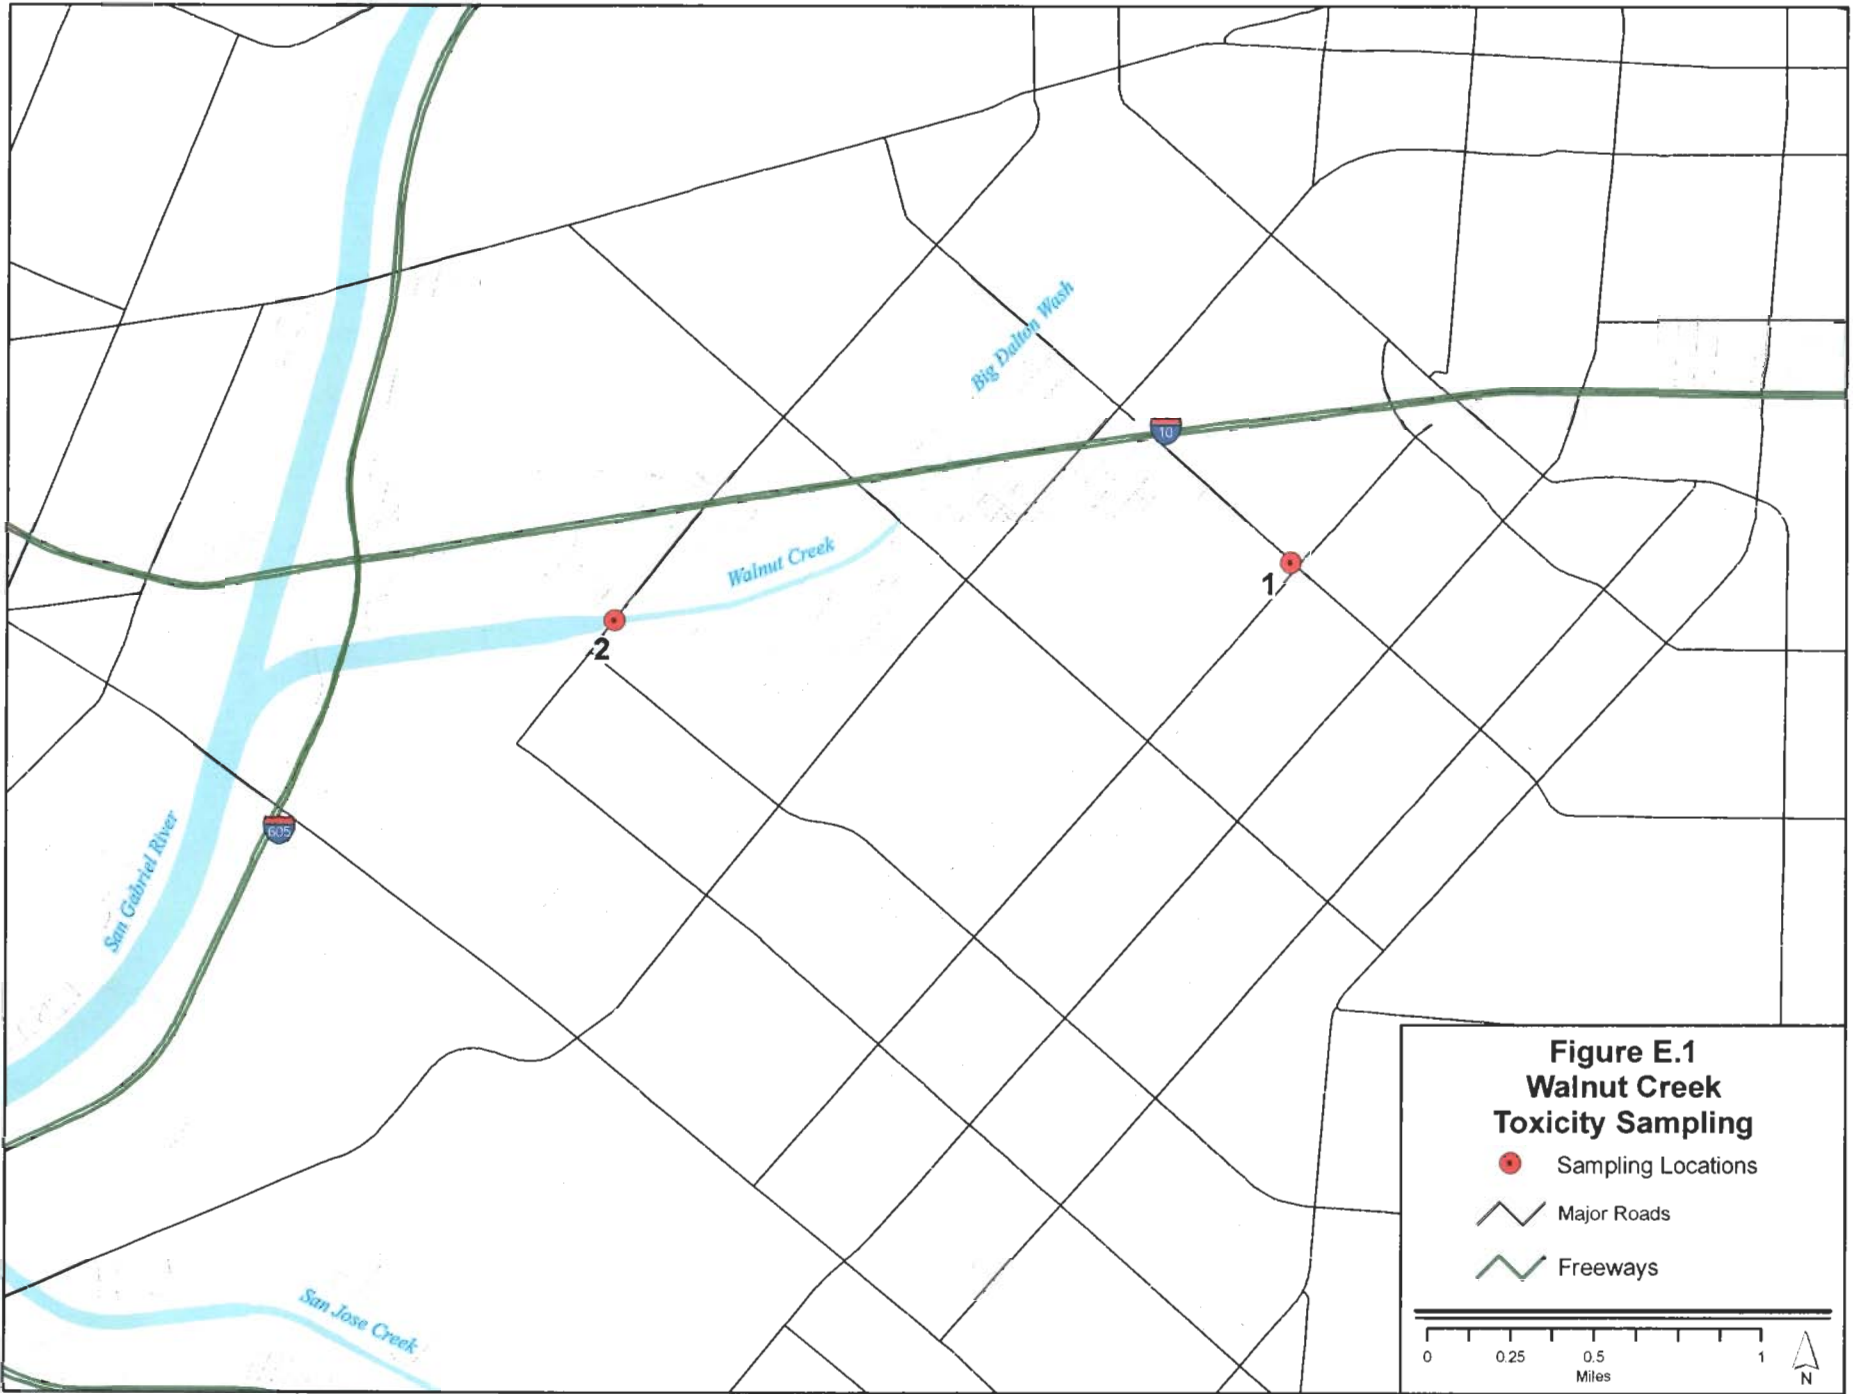 Big Dalton Wash
10
Walnut Creek
1
2
605
San Gabriel River
San Jose Creek
Figure E.1
Walnut Creek
Toxicity Sampling
Sampling Locations
Major Roads
Freeways
0 0.25 0.5 1
Miles
N